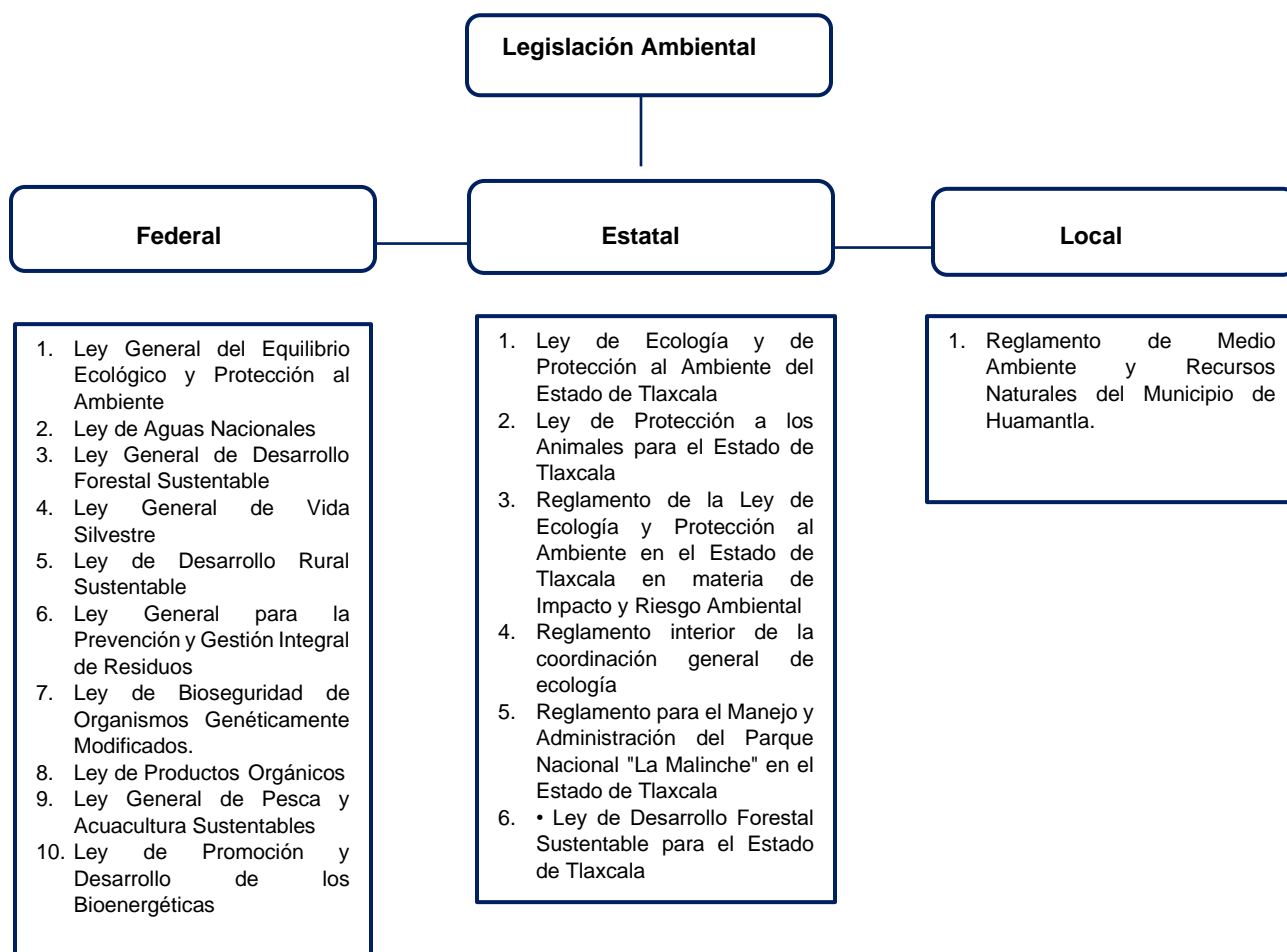 Legislación Ambiental
Federal
Estatal
Local
1. Ley General del Equilibrio
Ecológico y Protección al
Ambiente
2. Ley de Aguas Nacionales
3. Ley General de Desarrollo
Forestal Sustentable
4. Ley General de Vida
Silvestre
5. Ley de Desarrollo Rural
Sustentable
6. Ley General para la
Prevención y Gestión Integral
de Residuos
7. Ley de Bioseguridad de
Organismos Genéticamente
Modificados.
8. Ley de Productos Orgánicos
9. Ley General de Pesca y
Acuacultura Sustentables
10. Ley de Promoción y
Desarrollo de los
Bioenergéticas
1. Ley de Ecología y de
Protección al Ambiente del
Estado de Tlaxcala
2. Ley de Protección a los
Animales para el Estado de
Tlaxcala
3. Reglamento de la Ley de
Ecología y Protección al
Ambiente en el Estado de
Tlaxcala en materia de
Impacto y Riesgo Ambiental
4. Reglamento interior de la
coordinación general de
ecología
5. Reglamento para el Manejo y
Administración del Parque
Nacional "La Malinche" en el
Estado de Tlaxcala
6. • Ley de Desarrollo Forestal
Sustentable para el Estado
de Tlaxcala
1. Reglamento de Medio
Ambiente y Recursos
Naturales del Municipio de
Huamantla.